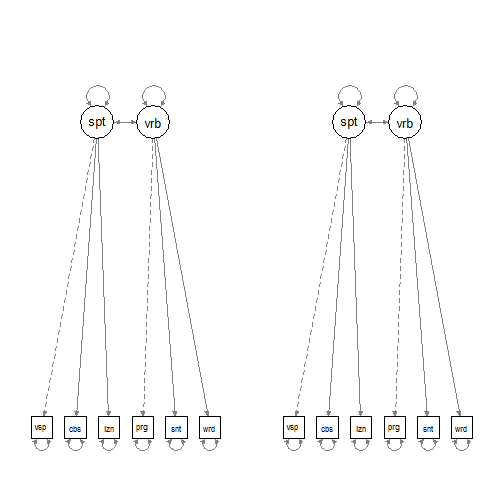 spt vrb spt vrb
vsp cbs lzn prg snt wrd vsp cbs lzn prg snt wrd